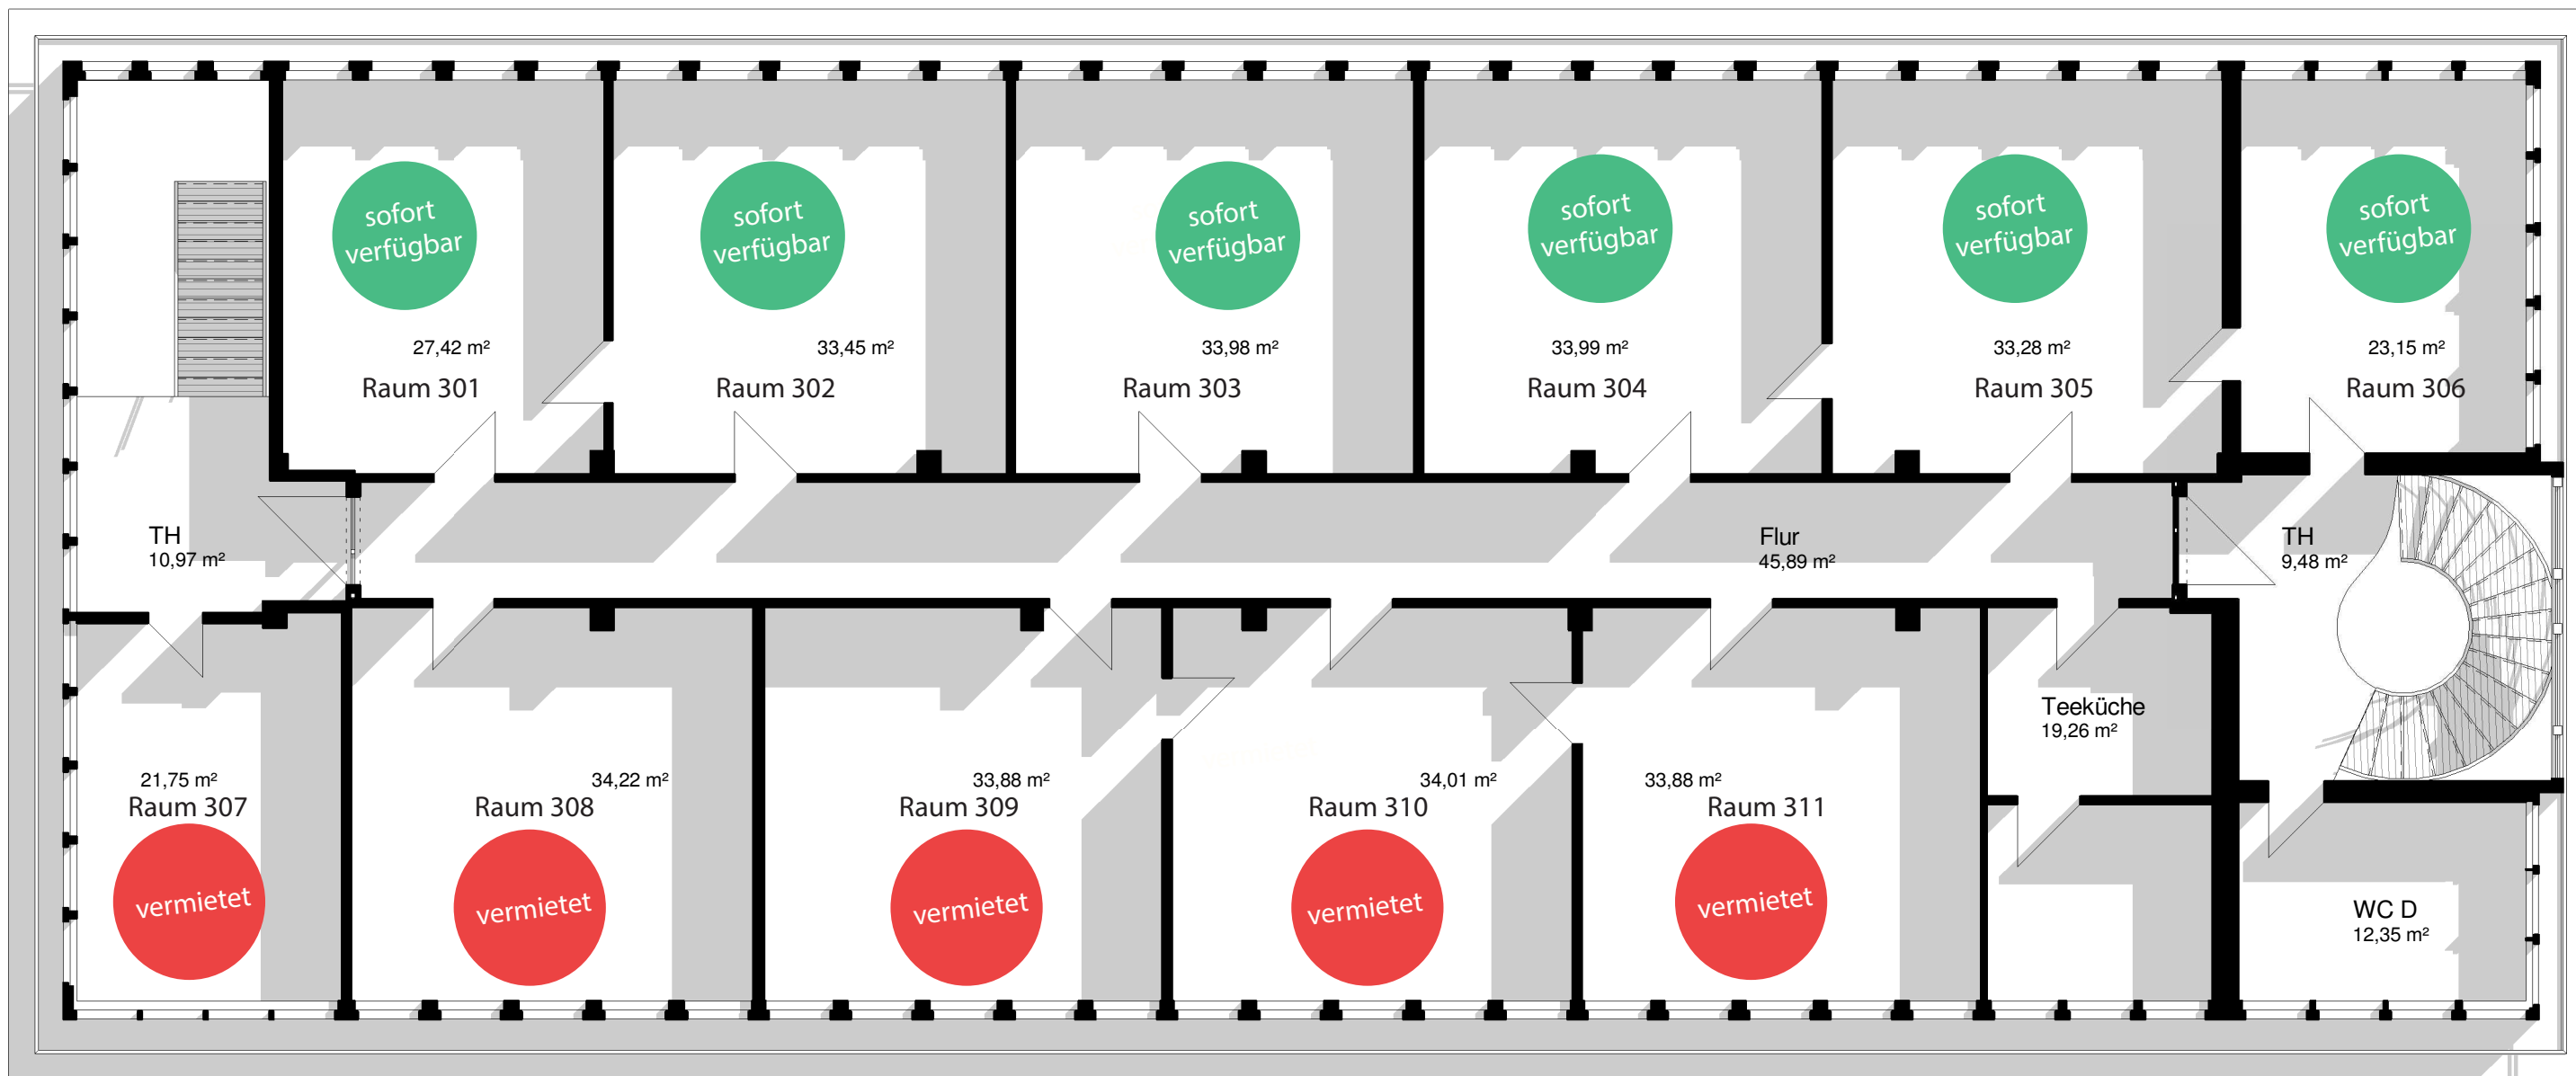 sofort
verfügbar
27,42 m²
Raum 301
sofort
verfügbar
33,45 m²
Raum 302
sofort
verfügbar
33,98 m²
Raum 303
sofort
verfügbar
33,99 m²
Raum 304
sofort
verfügbar
33,28 m²
Raum 305
sofort
verfügbar
23,15 m²
Raum 306
TH
10,97 m²
Flur
45,89 m²
TH
9,48 m²
21,75 m²
Raum 307
vermietet
34,22 m²
Raum 308
vermietet
33,88 m²
Raum 309
vermietet
34,01 m²
Raum 310
vermietet
33,88 m²
Raum 311
vermietet
Teeküche
19,26 m²
WC D
12,35 m²